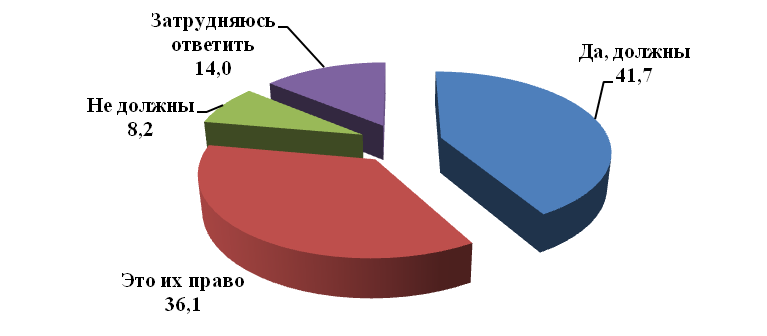 Затрудняюсь
ответить
14,0
Да, должны
41,7
Не должны
8,2
Это их право
36,1